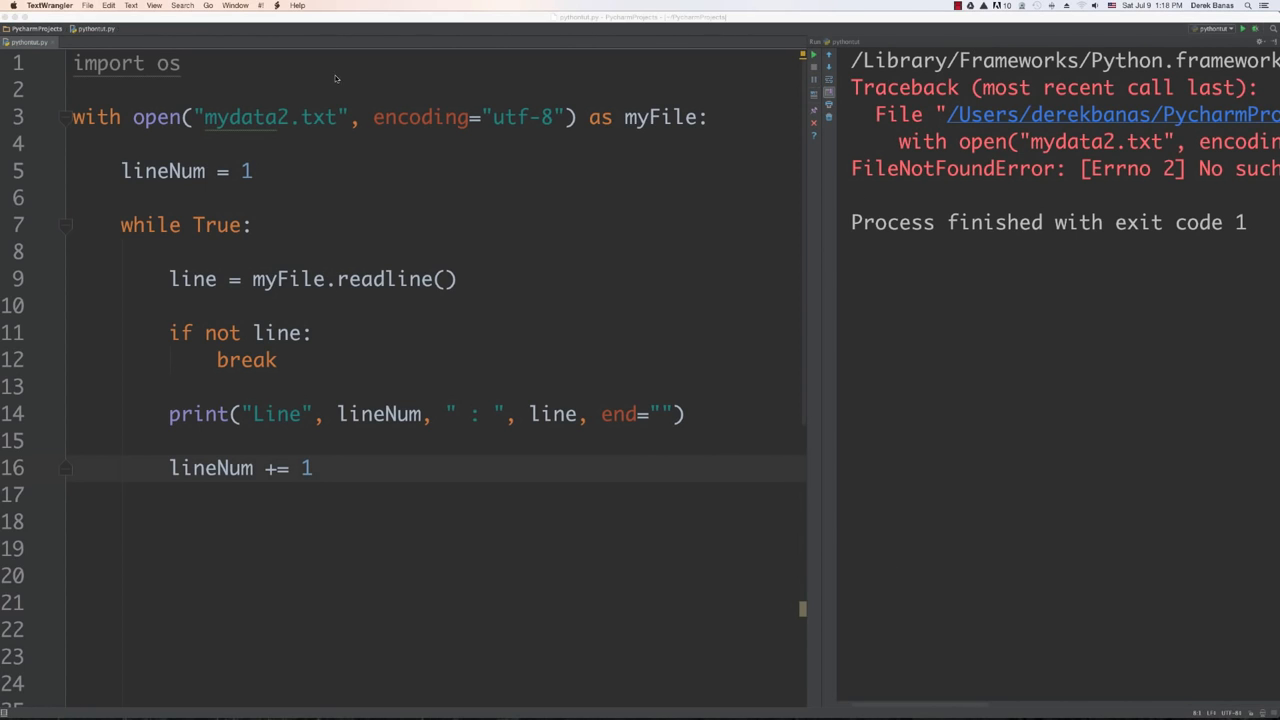 TextWrangler File Edit Text View Search Go Window #! Help
10 Sat Jul 9 1:18 PM Derek Banas
pythontut.py - PycharmProjects - [~/PycharmProjects]
PycharmProjects pythontut.py
pythontut
pythontut.py
Run pythontut
1 import os
2
3 with open("mydata2.txt", encoding="utf-8") as myFile:
4
5 lineNum = 1
6
7 while True:
8
9 line = myFile.readline()
10
11 if not line:
12 break
13
14 print("Line", lineNum, " : ", line, end="")
15
16 lineNum += 1
17
18
19
20
21
22
23
24
/Library/Frameworks/Python.framework
Traceback (most recent call last):
File "/Users/derekbanas/PycharmPro
with open("mydata2.txt", encodin
FileNotFoundError: [Errno 2] No such
Process finished with exit code 1
LF÷ UTF-8÷